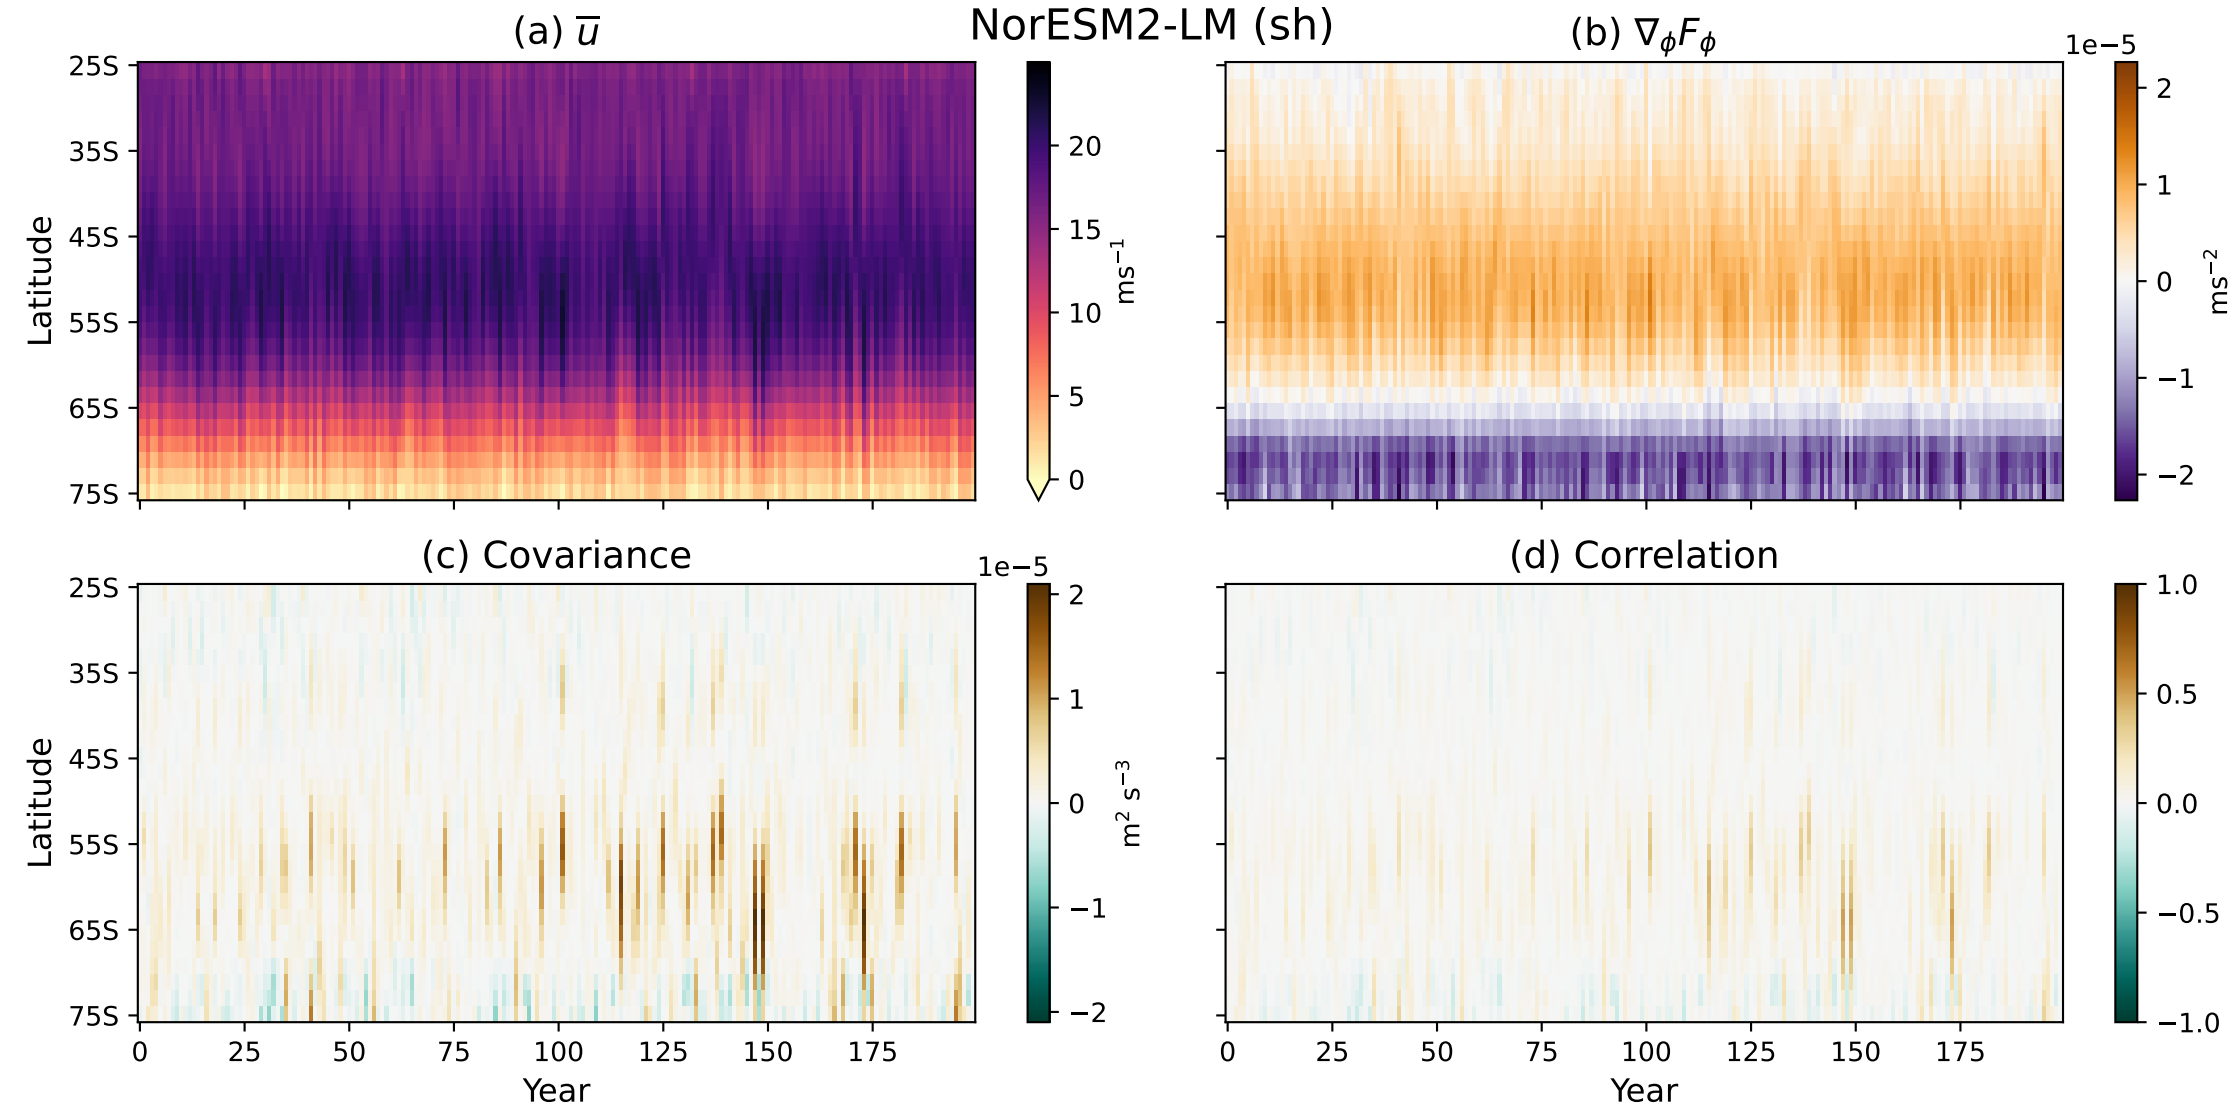 NorESM2-LM (sh)
(a) u̅
25S
35S
45S
55S
65S
75S
Latitude
20
15
10
5
0
ms⁻¹
(b) ∇ϕFϕ
1e−5
2
1
0
−1
−2
ms⁻²
(c) Covariance
25S
35S
45S
55S
65S
75S
Latitude
0 25 50 75 100 125 150 175
Year
1e−5
2
1
0
−1
−2
m² s⁻³
(d) Correlation
0 25 50 75 100 125 150 175
Year
1.0
0.5
0.0
−0.5
−1.0